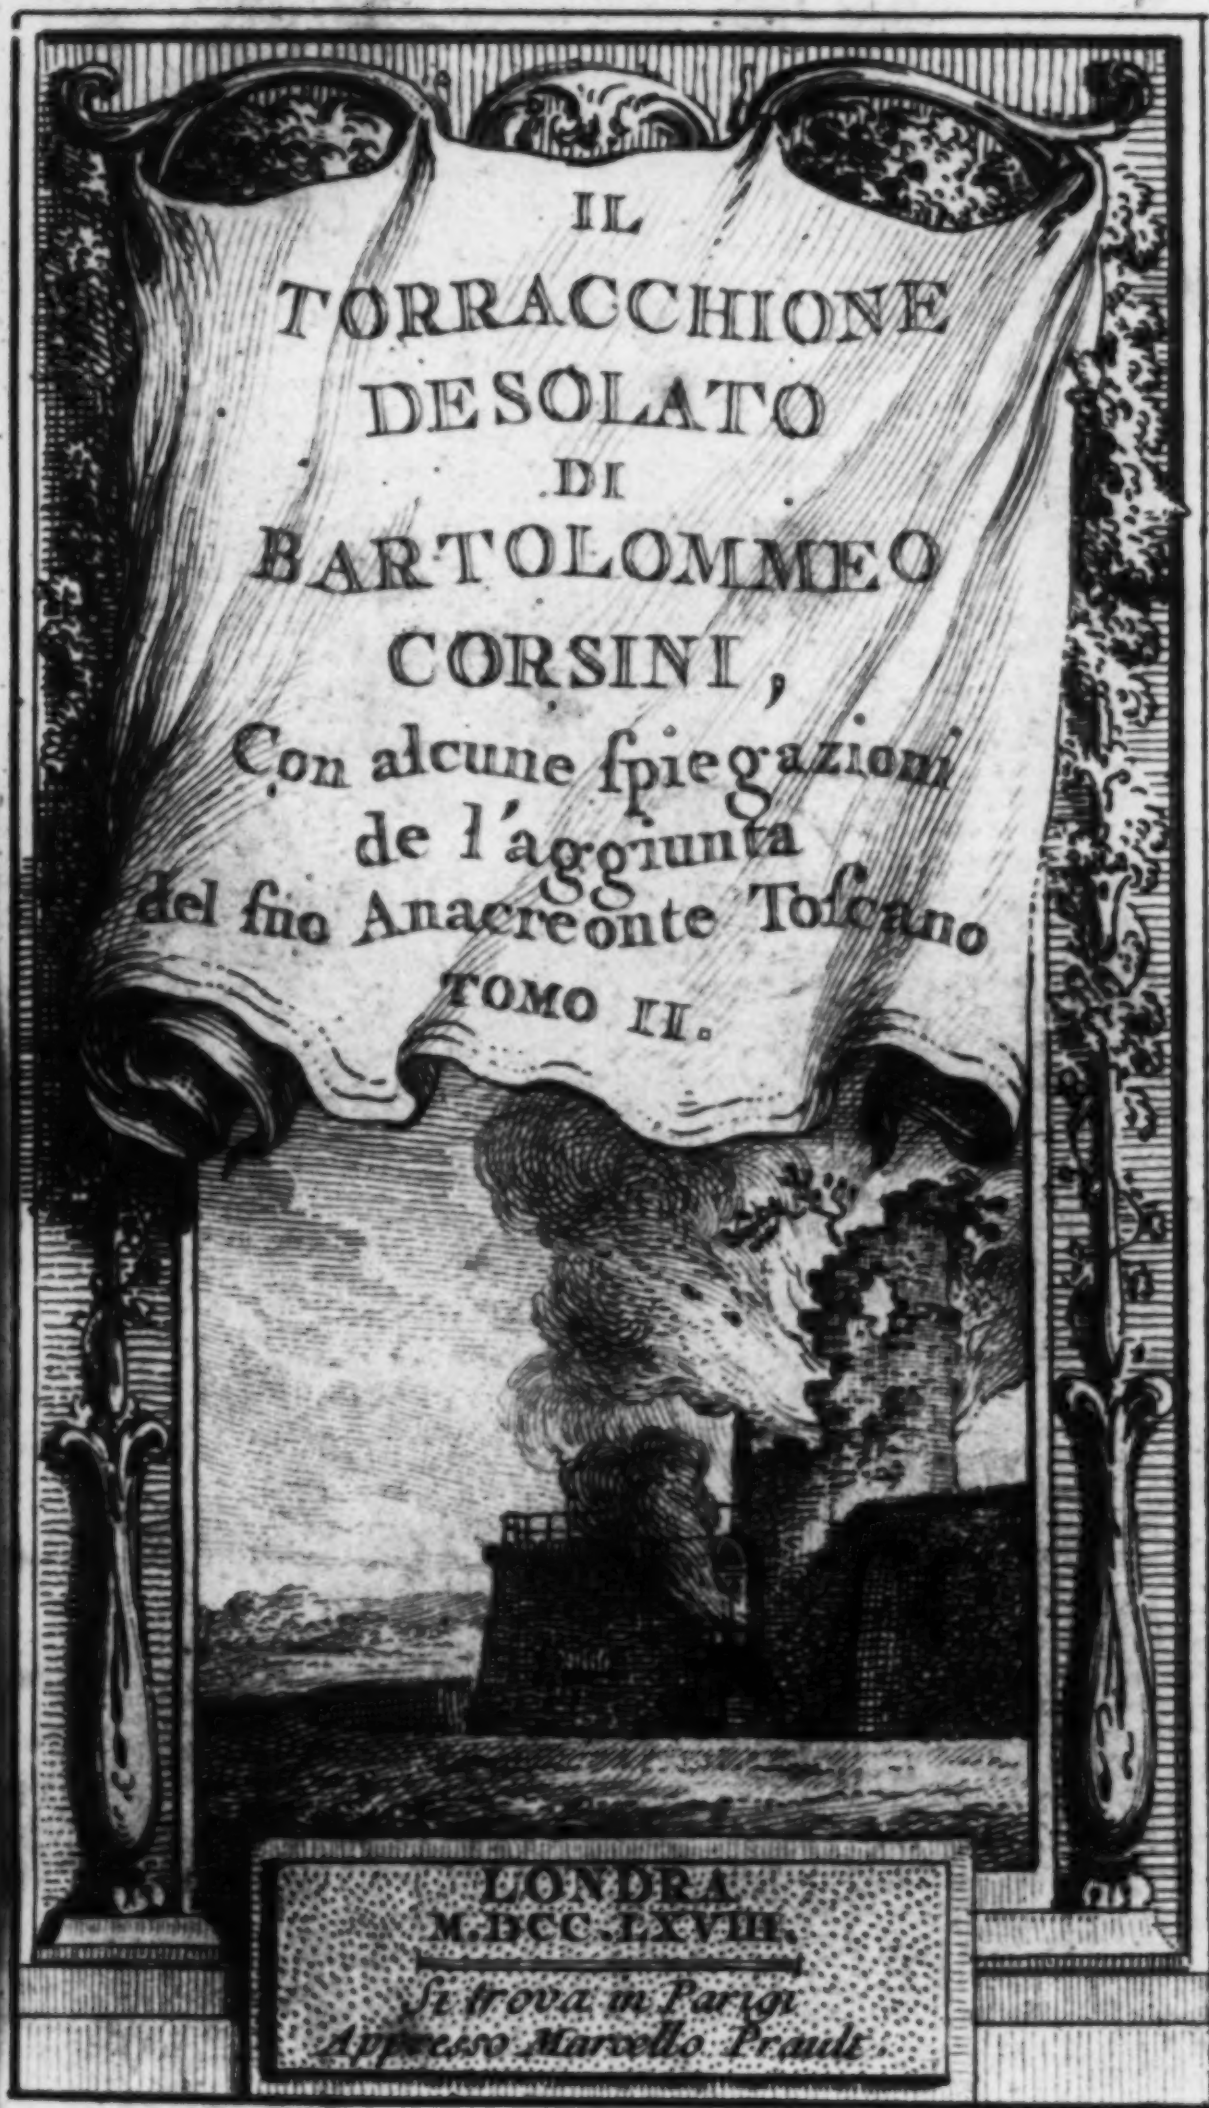 IL
TORRACCHIONE
DESOLATO
DI
BARTOLOMMEO
CORSINI,
Con alcune ſpiegazioni
de l'aggiunta
del ſuo Anacreonte Toſcano
TOMO II.
LONDRA
M.DCC.LXVIII.
Si trova in Parigi
Appresso Marcello Prault.